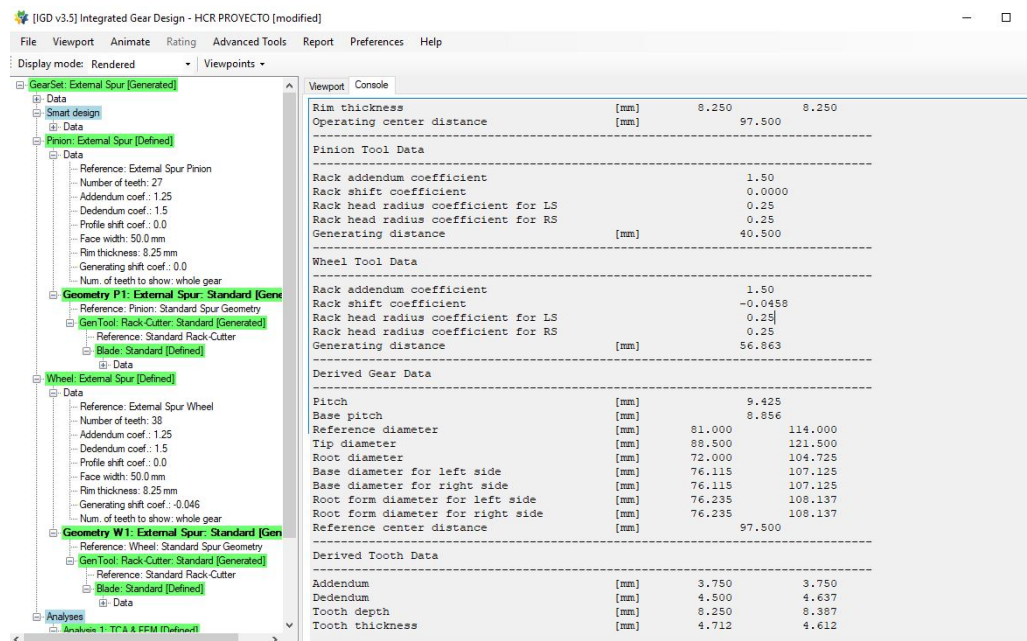 [IGD v3.5] Integrated Gear Design - HCR PROYECTO [modified]
File Viewport Animate Rating Advanced Tools Report Preferences Help
Display mode: Rendered Viewpoints
GearSet: External Spur [Generated]
Data
Smart design
Data
Pinion: External Spur [Defined]
Data
Reference: External Spur Pinion
Number of teeth: 27
Addendum coef.: 1.25
Dedendum coef.: 1.5
Profile shift coef.: 0.0
Face width: 50.0 mm
Rim thickness: 8.25 mm
Generating shift coef.: 0.0
Num. of teeth to show: whole gear
Geometry P1: External Spur: Standard [Gene
Reference: Pinion: Standard Spur Geometry
GenTool: Rack-Cutter: Standard [Generated]
Reference: Standard Rack-Cutter
Blade: Standard [Defined]
Data
Wheel: External Spur [Defined]
Data
Reference: External Spur Wheel
Number of teeth: 38
Addendum coef.: 1.25
Dedendum coef.: 1.5
Profile shift coef.: 0.0
Face width: 50.0 mm
Rim thickness: 8.25 mm
Generating shift coef.: -0.046
Num. of teeth to show: whole gear
Geometry W1: External Spur: Standard [Gen
Reference: Wheel: Standard Spur Geometry
GenTool: Rack-Cutter: Standard [Generated]
Reference: Standard Rack-Cutter
Blade: Standard [Defined]
Data
Analyses
Analysis 1: TCA & FEM [Defined]
Viewport Console
Rim thickness [mm] 8.250 8.250
Operating center distance [mm] 97.500
Pinion Tool Data
Rack addendum coefficient 1.50
Rack shift coefficient 0.0000
Rack head radius coefficient for LS 0.25
Rack head radius coefficient for RS 0.25
Generating distance [mm] 40.500
Wheel Tool Data
Rack addendum coefficient 1.50
Rack shift coefficient -0.0458
Rack head radius coefficient for LS 0.25
Rack head radius coefficient for RS 0.25
Generating distance [mm] 56.863
Derived Gear Data
Pitch [mm] 9.425
Base pitch [mm] 8.856
Reference diameter [mm] 81.000 114.000
Tip diameter [mm] 88.500 121.500
Root diameter [mm] 72.000 104.725
Base diameter for left side [mm] 76.115 107.125
Base diameter for right side [mm] 76.115 107.125
Root form diameter for left side [mm] 76.235 108.137
Root form diameter for right side [mm] 76.235 108.137
Reference center distance [mm] 97.500
Derived Tooth Data
Addendum [mm] 3.750 3.750
Dedendum [mm] 4.500 4.637
Tooth depth [mm] 8.250 8.387
Tooth thickness [mm] 4.712 4.612